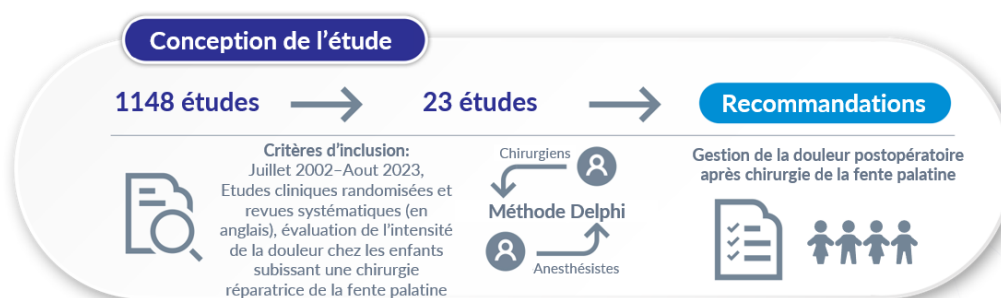 Conception de l’étude
1148 études
23 études
Recommandations
Critères d’inclusion:
Juillet 2002–Aout 2023,
Etudes cliniques randomisées et
revues systématiques (en
anglais), évaluation de l’intensité
de la douleur chez les enfants
subissant une chirurgie
réparatrice de la fente palatine
Chirurgiens
Méthode Delphi
Anesthésistes
Gestion de la douleur postopératoire
après chirurgie de la fente palatine